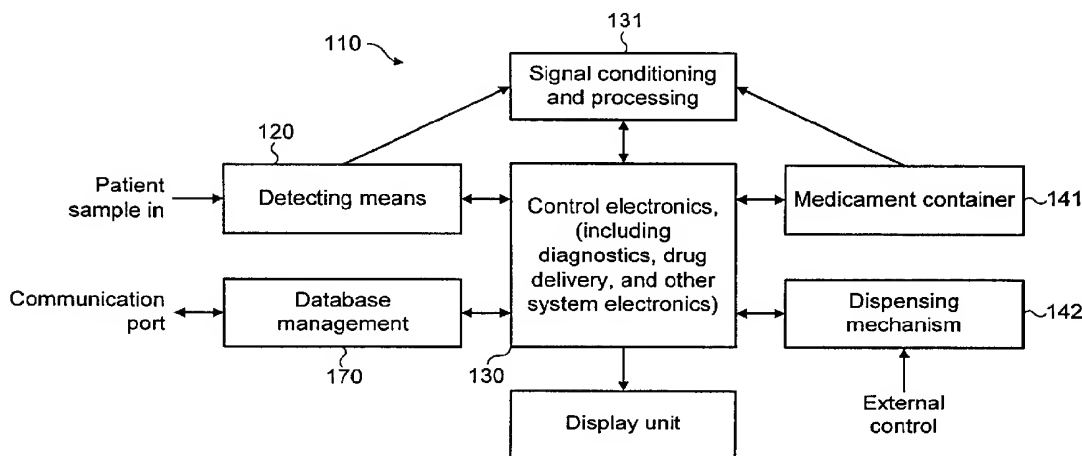 131
110
Signal conditioning
and processing
120
Patient
sample in
Detecting means
Control electronics,
(including
diagnostics, drug
delivery, and other
system electronics)
Medicament container
141
Communication
port
Database
management
Dispensing
mechanism
142
170
130
Display unit
External
control